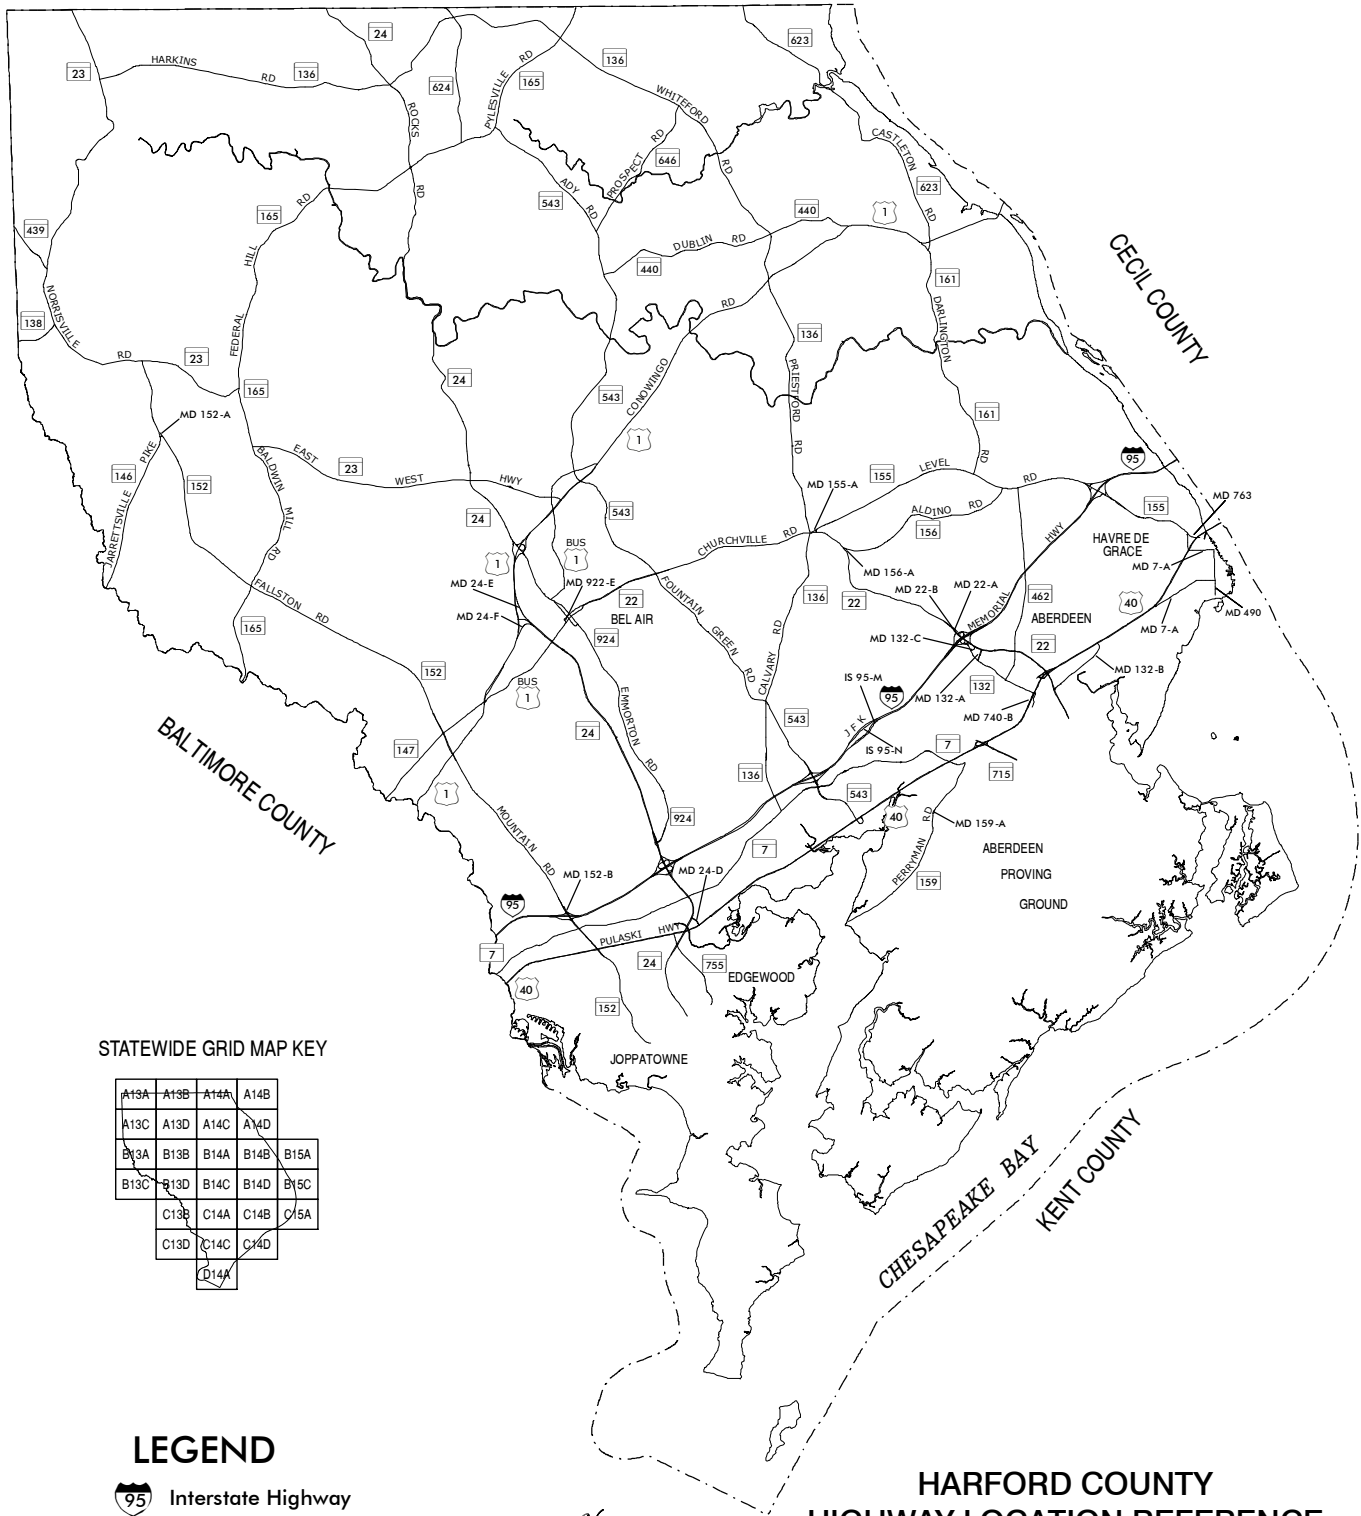 24
623
23
HARKINS
RD
136
624
PYLESVILLE
RD
165
136
WHITEFORD
RD
ROCKS
RD
PROSPECT
RD
646
CASTLETON
RD
623
165
RD
ADY
RD
543
439
HILL
440
1
DUBLIN
RD
440
161
CECIL COUNTY
NORRISVILLE
RD
138
FEDERAL
RD
136
DARLINGTON
RD
23
165
24
543
CONOWINGO
PRIESTFORD
RD
161
MD 152-A
1
146
JARRETTSVILLE
PIKE
152
BALDWIN
MILL
RD
EAST
23
WEST
HWY
LEVEL
RD
155
95
MD 155-A
155
MD 763
24
543
ALDINO
RD
156
HWY
HAVRE DE
GRACE
BUS
1
1
CHURCHVILLE
RD
MD 7-A
MD 24-E
MD 922-E
22
FOUNTAIN
GREEN
RD
MD 156-A
MD 22-B
MD 22-A
462
40
MD 490
FALLSTON
RD
MD 24-F
BEL AIR
136
22
MEMORIAL
ABERDEEN
MD 7-A
165
924
CALVARY
RD
MD 132-C
22
152
BUS
1
EMMORTON
RD
IS 95-M
95
MD 132-A
132
MD 132-B
BALTIMORE COUNTY
147
24
543
J F K
MD 740-B
IS 95-N
7
715
136
1
543
40
MOUNTAIN
RD
924
7
PERRYMAN
RD
MD 159-A
ABERDEEN
PROVING
GROUND
159
MD 152-B
MD 24-D
95
PULASKI
HWY
7
24
755
EDGEWOOD
40
152
JOPPATOWNE
STATEWIDE GRID MAP KEY
A13A A13B A14A A14B
A13C A13D A14C A14D
B13A B13B B14A B14B B15A
B13C B13D B14C B14D B15C
C13B C14A C14B C15A
C13D C14C C14D
D14A
CHESAPEAKE BAY
KENT COUNTY
LEGEND
95 Interstate Highway
HARFORD COUNTY
HIGHWAY LOCATION REFERENCE